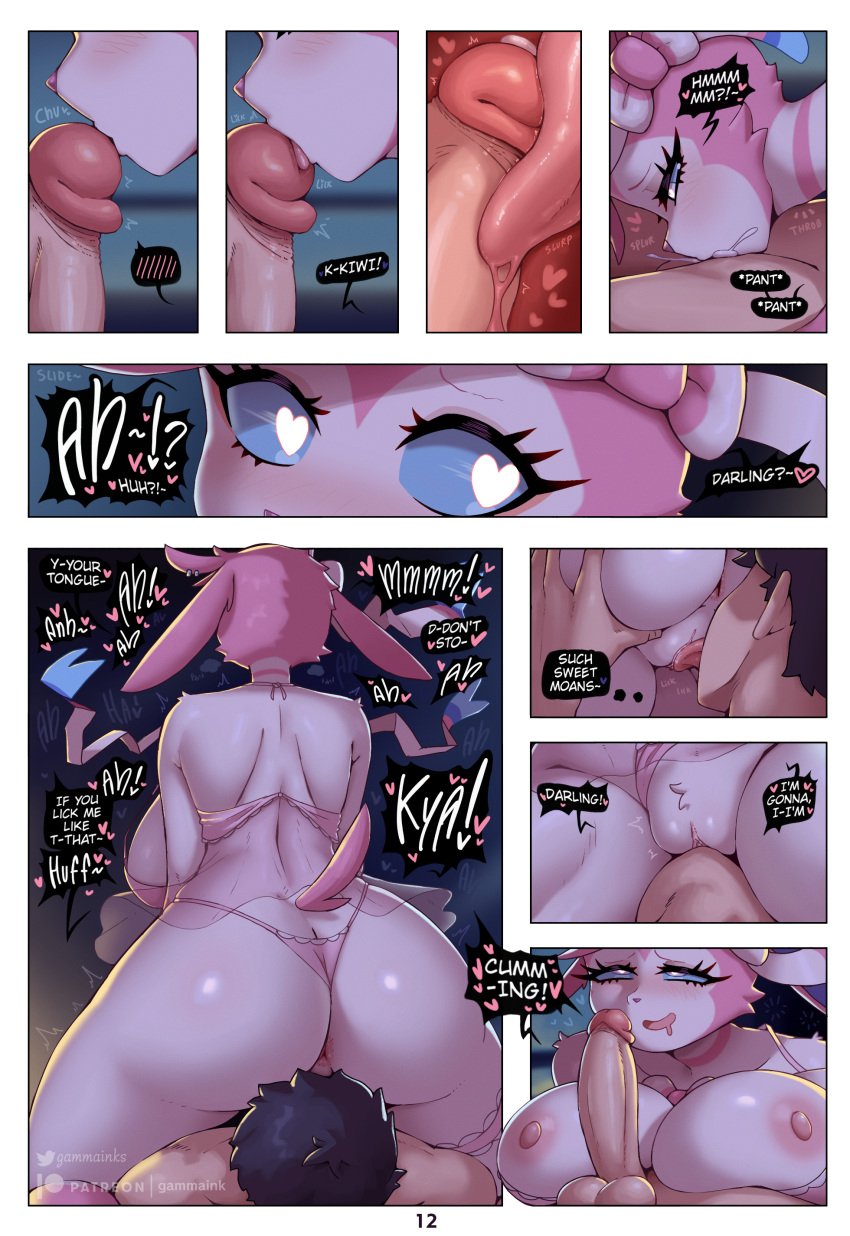 CHU
LICK
LICK
K-KIWI!
SLURP
HMMM
MM?!~
SPLUR
THROB
*PANT*
*PANT*
SLIDE~
Ah~!?
HUH?!~
DARLING?~
Y-YOUR
TONGUE-
Ah!
Anh~
Ah
Mmmm!
D-DON'T
STO-
Ah
Ah
Ah!
IF YOU
LICK ME
LIKE
T-THAT~
Huff~
KYA!
SUCH
SWEET
MOANS~
LICK
DARLING!
I'M
GONNA,
I-I'M
CUMM
-ING!
gammainks
PATREON | gammaink
12